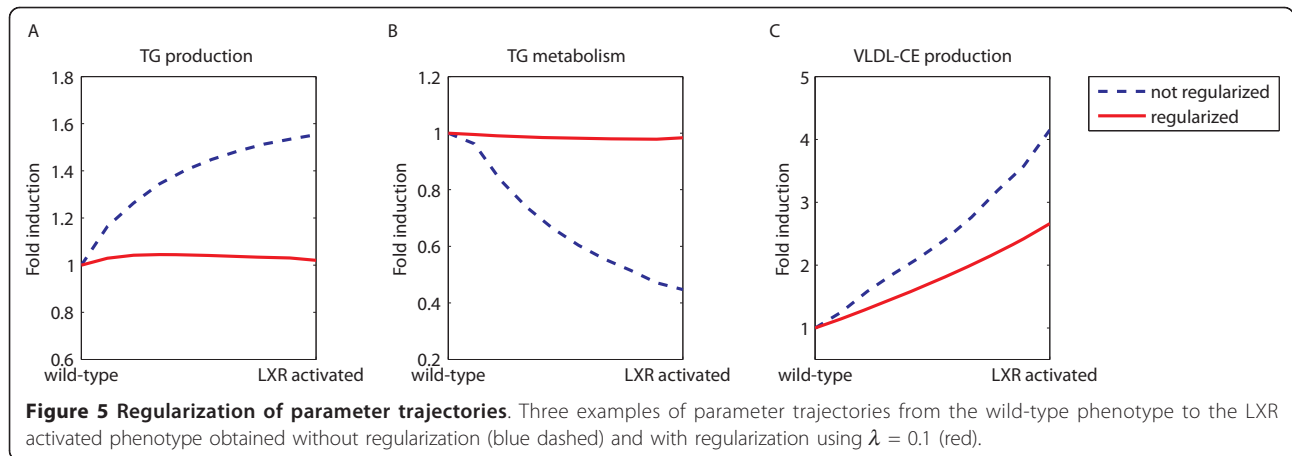 A
TG production
Fold induction
1.8
1.6
1.4
1.2
1
0.8
0.6
wild-type
LXR activated
B
TG metabolism
Fold induction
1.2
1
0.8
0.6
0.4
0.2
wild-type
LXR activated
C
VLDL-CE production
Fold induction
5
4
3
2
1
wild-type
LXR activated
not regularized
regularized
Figure 5 Regularization of parameter trajectories. Three examples of parameter trajectories from the wild-type phenotype to the LXR
activated phenotype obtained without regularization (blue dashed) and with regularization using λ = 0.1 (red).